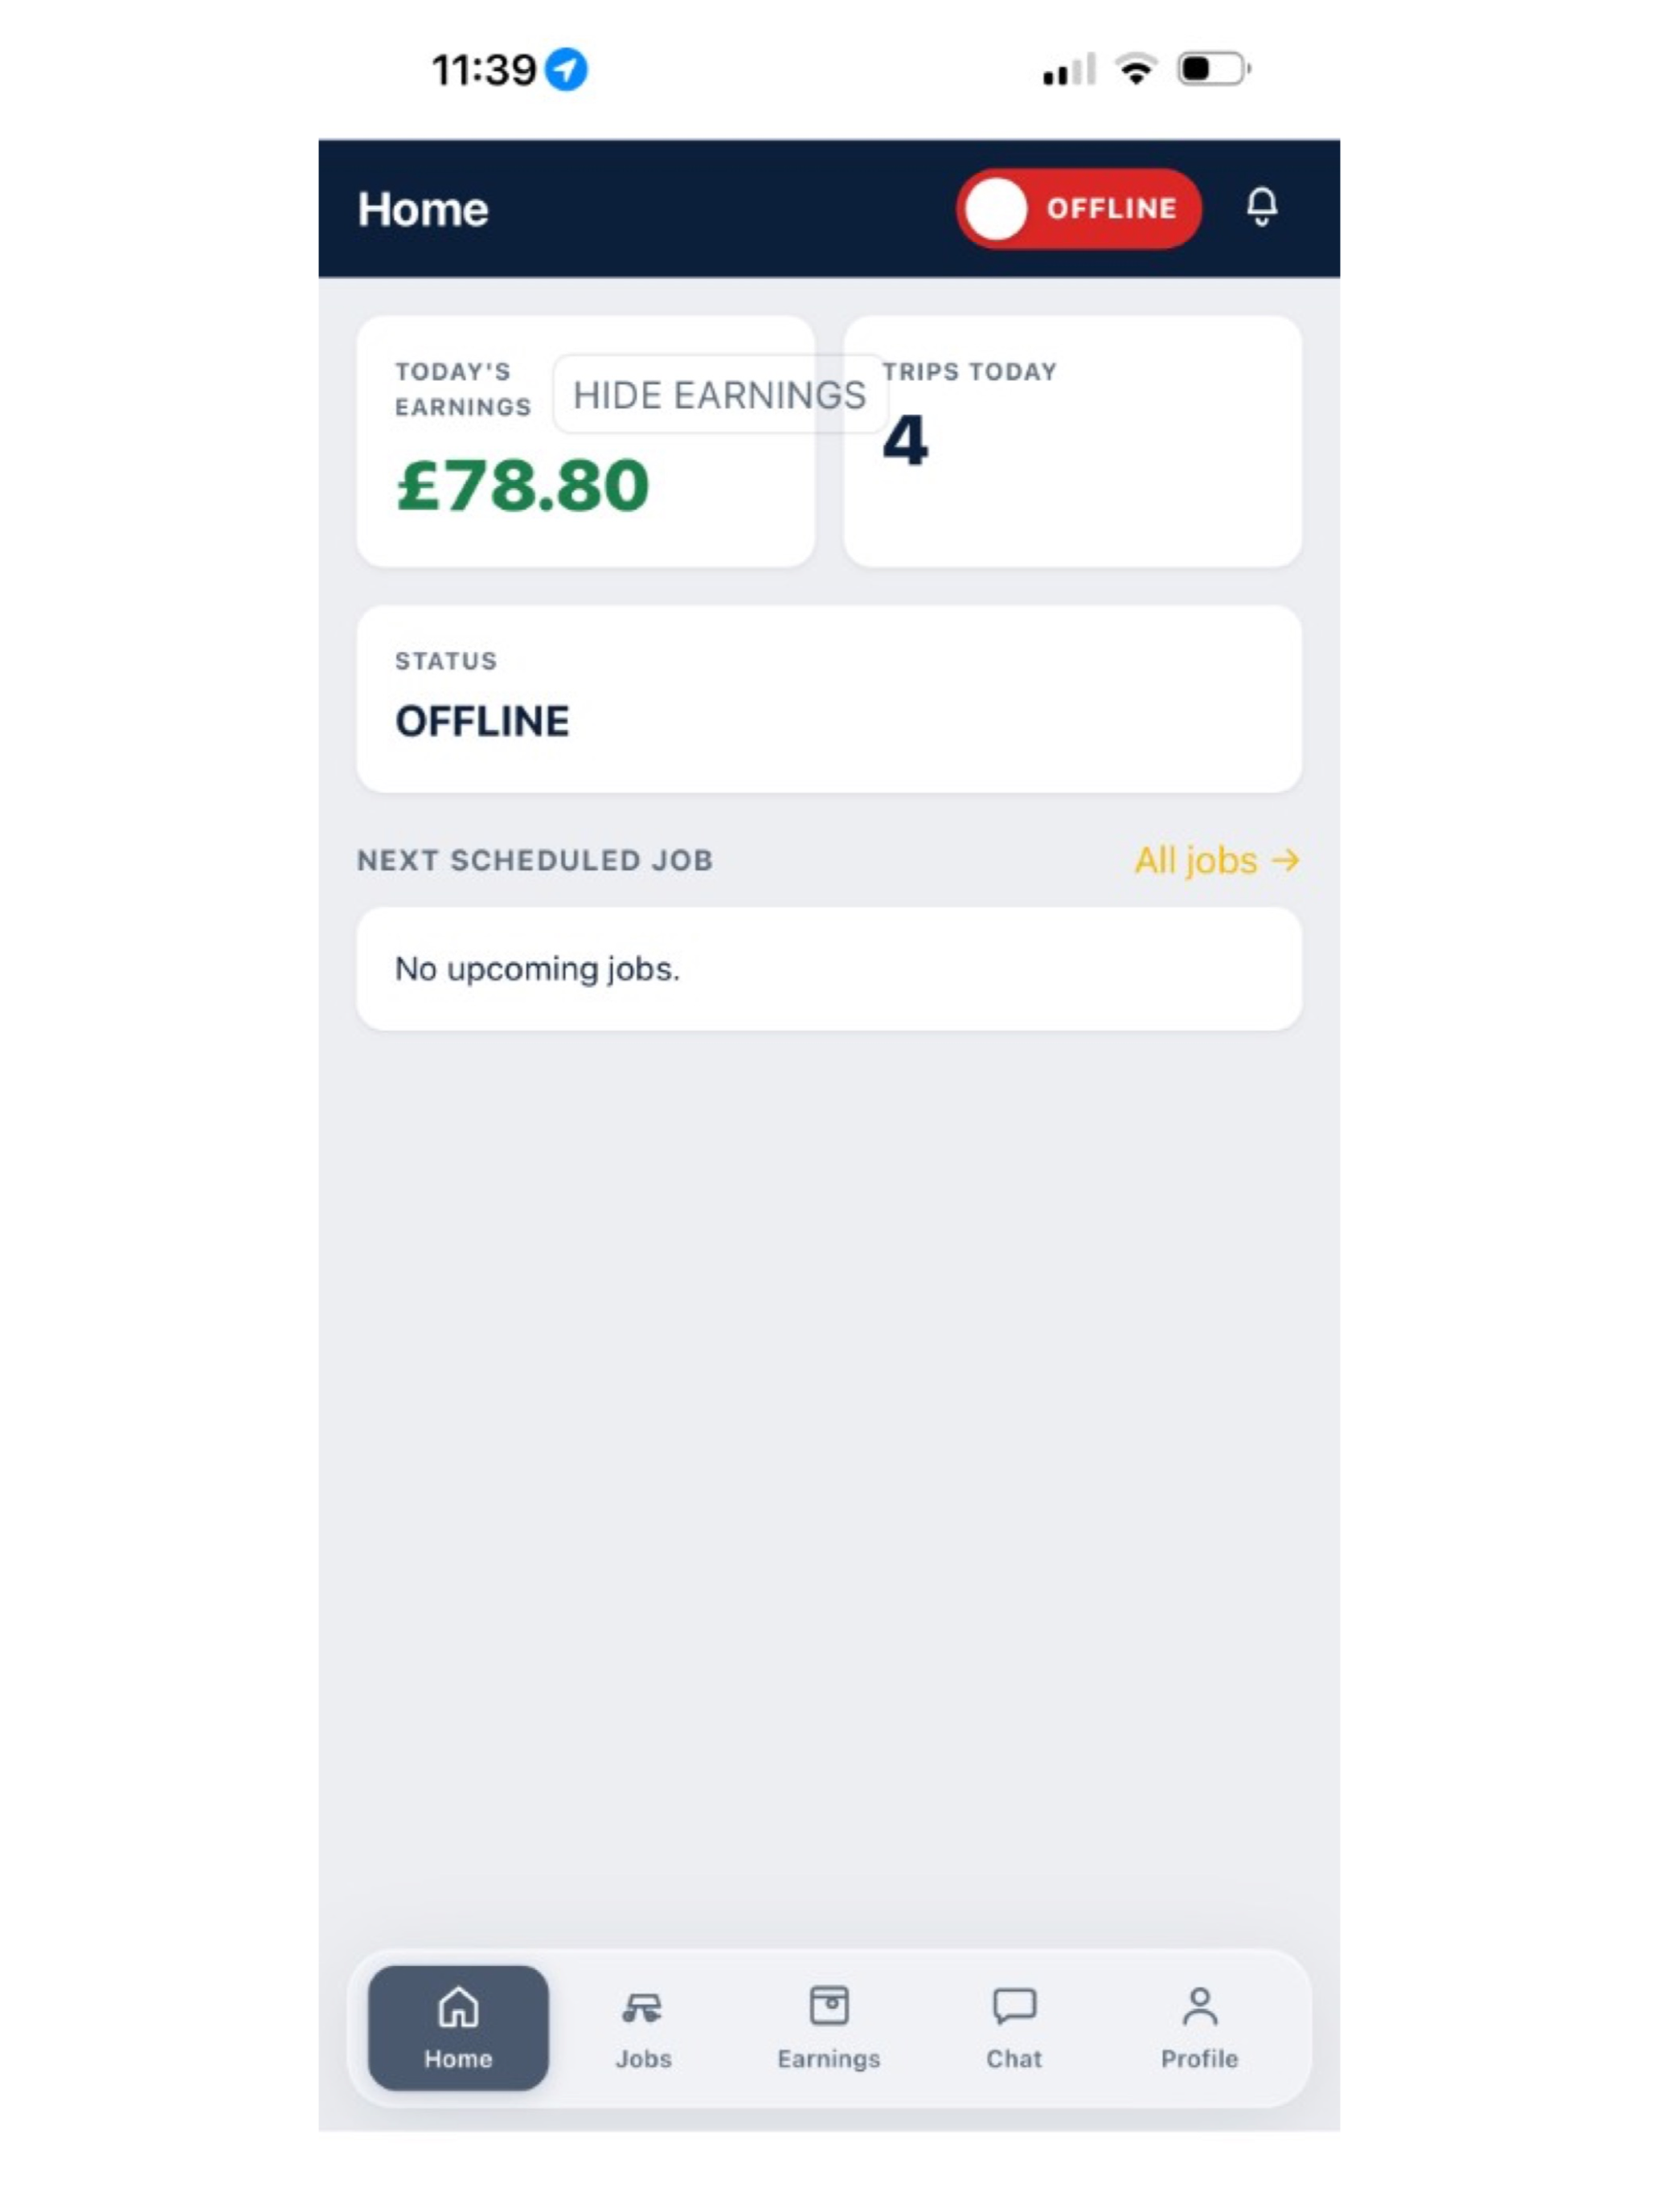 11:39
Home
OFFLINE
TODAY'S
EARNINGS
HIDE EARNINGS
£78.80
TRIPS TODAY
4
STATUS
OFFLINE
NEXT SCHEDULED JOB
All jobs →
No upcoming jobs.
Home
Jobs
Earnings
Chat
Profile